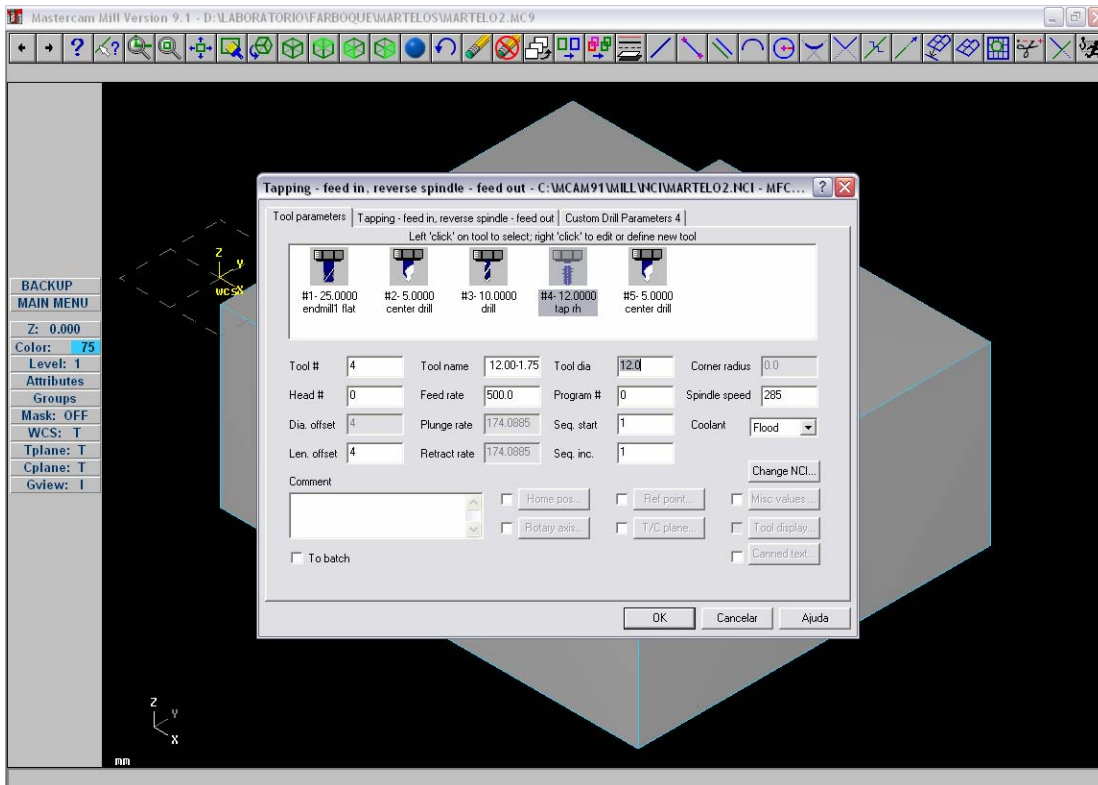 Mastercam Mill Version 9.1 - D:\LABORATORIO\FARBOQUE\MARTELOS\MARTELO2.MC9
BACKUP
MAIN MENU
Z: 0.000
Color: 75
Level: 1
Attributes
Groups
Mask: OFF
WCS: T
Tplane: T
Cplane: T
Gview: I
Z
Y
X
WCS
Tapping - feed in, reverse spindle - feed out - C:\MCAM91\MILL\NCI\MARTELO2.NCI - MFC...
Tool parameters Tapping - feed in, reverse spindle - feed out Custom Drill Parameters 4
Left 'click' on tool to select; right 'click' to edit or define new tool
#1- 25.0000 #2- 5.0000 #3- 10.0000 #4- 12.0000 #5- 5.0000
endmill1 flat center drill drill tap rh center drill
Tool # 4 Tool name 12.00-1.75 Tool dia 12.0 Corner radius 0.0
Head # 0 Feed rate 500.0 Program # 0 Spindle speed 285
Dia. offset 4 Plunge rate 174.0885 Seq. start 1 Coolant Flood
Len. offset 4 Retract rate 174.0885 Seq. inc. 1
Change NCI...
Comment
Home pos... Ref point... Misc values...
Rotary axis... T/C plane... Tool display...
To batch Canned text...
OK Cancelar Ajuda
Z
Y
X
mm